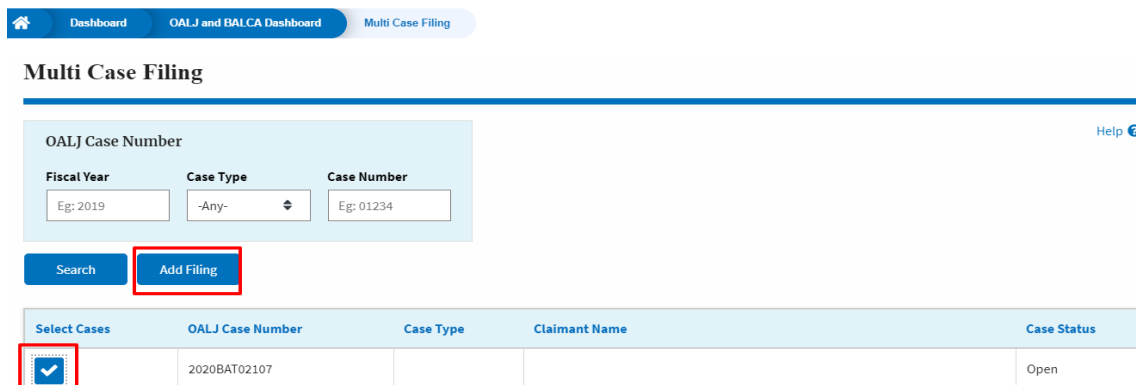 Dashboard OALJ and BALCA Dashboard Multi Case Filing
Multi Case Filing
Help
OALJ Case Number
Fiscal Year Case Type Case Number
Eg: 2019 -Any- Eg: 01234
Search Add Filing
Select Cases OALJ Case Number Case Type Claimant Name Case Status
2020BAT02107 Open